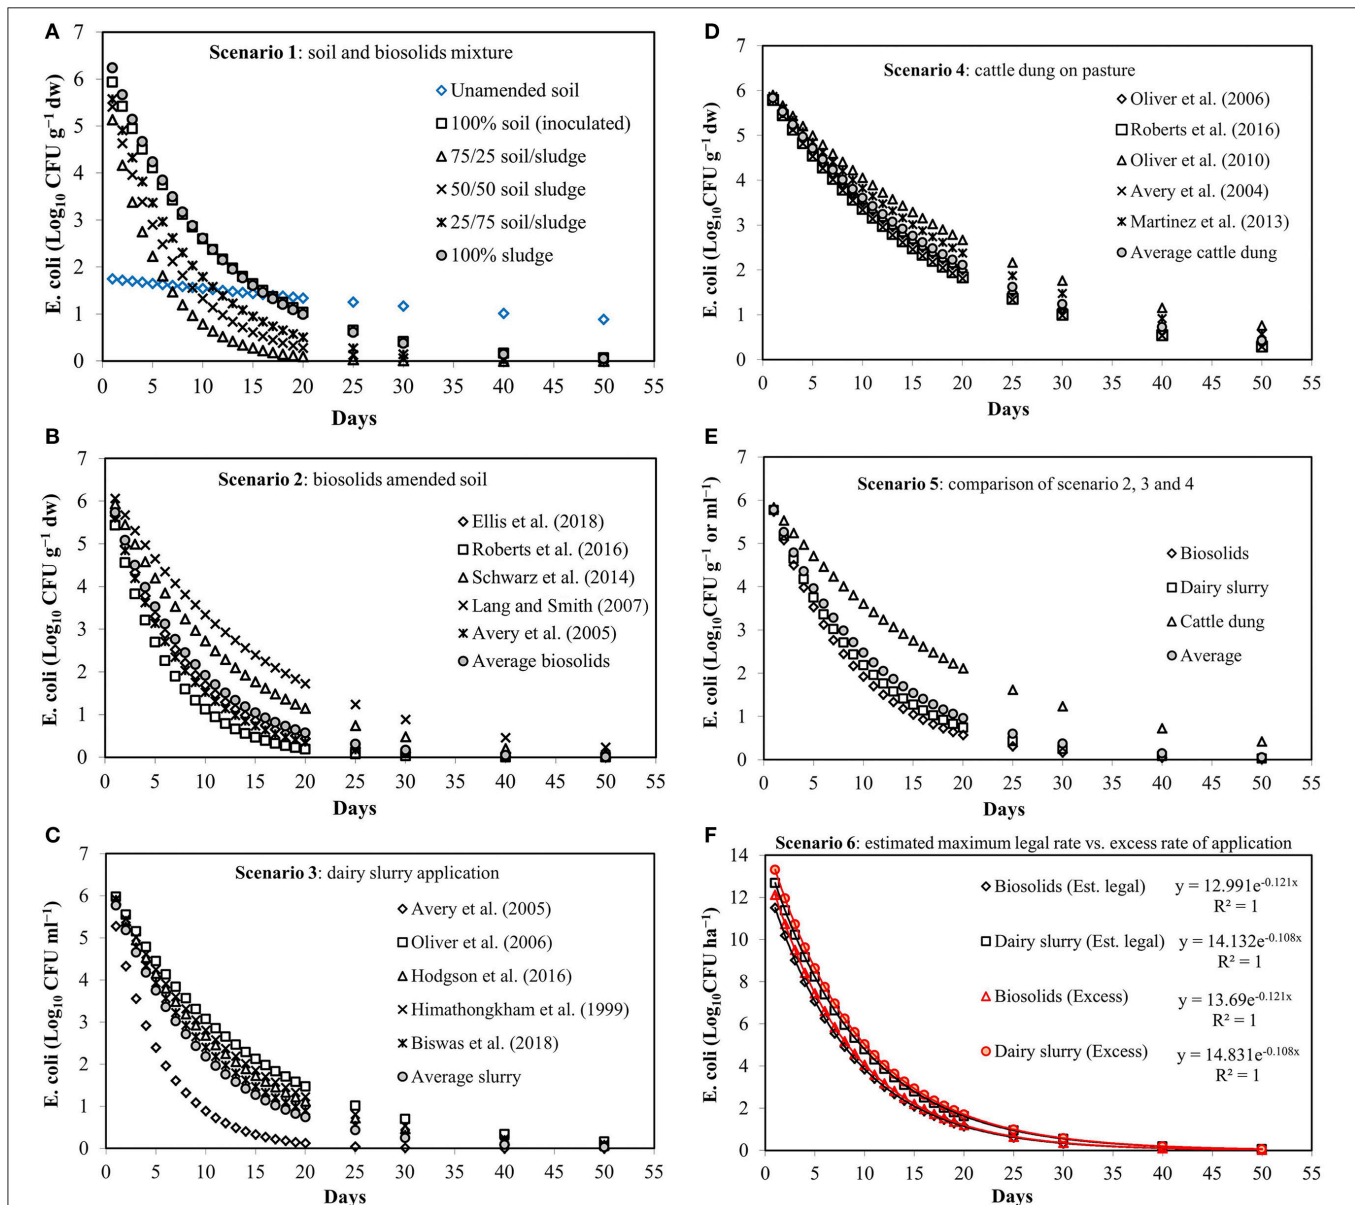 A
Scenario 1: soil and biosolids mixture
Unamended soil
100% soil (inoculated)
75/25 soil/sludge
50/50 soil sludge
25/75 soil/sludge
100% sludge
E. coli (Log₁₀ CFU g⁻¹ dw)
7
6
5
4
3
2
1
0
0 5 10 15 20 25 30 35 40 45 50 55
Days
B
Scenario 2: biosolids amended soil
Ellis et al. (2018)
Roberts et al. (2016)
Schwarz et al. (2014)
Lang and Smith (2007)
Avery et al. (2005)
Average biosolids
E. coli (Log₁₀ CFU g⁻¹ dw)
7
6
5
4
3
2
1
0
0 5 10 15 20 25 30 35 40 45 50 55
Days
C
Scenario 3: dairy slurry application
Avery et al. (2005)
Oliver et al. (2006)
Hodgson et al. (2016)
Himathongkham et al. (1999)
Biswas et al. (2018)
Average slurry
E. coli (Log₁₀ CFU ml⁻¹)
6
5
4
3
2
1
0
0 5 10 15 20 25 30 35 40 45 50 55
Days
D
Scenario 4: cattle dung on pasture
Oliver et al. (2006)
Roberts et al. (2016)
Oliver et al. (2010)
Avery et al. (2004)
Martinez et al. (2013)
Average cattle dung
E. coli (Log₁₀CFU g⁻¹ dw)
7
6
5
4
3
2
1
0
0 5 10 15 20 25 30 35 40 45 50 55
Days
E
Scenario 5: comparison of scenario 2, 3 and 4
Biosolids
Dairy slurry
Cattle dung
Average
E. coli (Log₁₀CFU g⁻¹ or ml⁻¹)
7
6
5
4
3
2
1
0
0 5 10 15 20 25 30 35 40 45 50 55
Days
F
Scenario 6: estimated maximum legal rate vs. excess rate of application
Biosolids (Est. legal) y = 12.991e⁻⁰·¹²¹ˣ
R² = 1
Dairy slurry (Est. legal) y = 14.132e⁻⁰·¹⁰⁸ˣ
R² = 1
Biosolids (Excess) y = 13.69e⁻⁰·¹²¹ˣ
R² = 1
Dairy slurry (Excess) y = 14.831e⁻⁰·¹⁰⁸ˣ
R² = 1
E. coli (Log₁₀CFU ha⁻¹)
14
12
10
8
6
4
2
0
0 5 10 15 20 25 30 35 40 45 50 55
Days